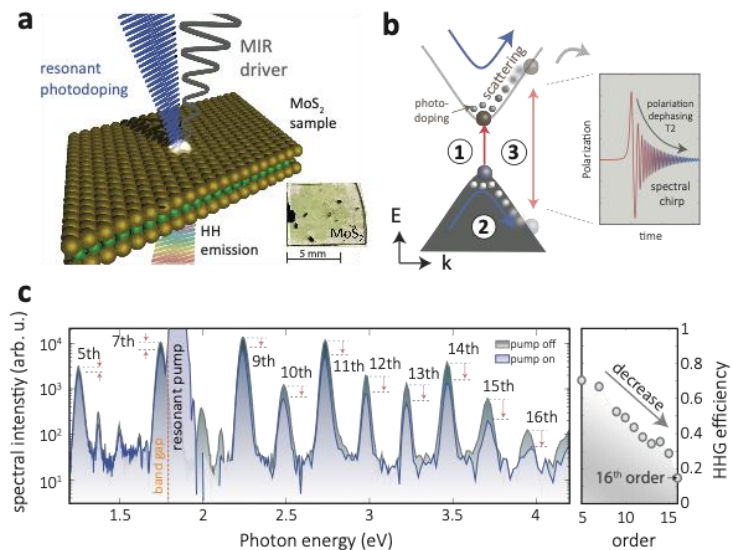 a
resonant
photodoping
MIR
driver
MoS2
sample
HH
emission
MoS2
5 mm
b
scattering
photo-
doping
1
3
2
E
k
Polarization
polariation
dephasing
T2
spectral
chirp
time
c
spectral intenstiy (arb. u.)
10^4
10^3
10^2
10^1
5th
7th
resonant pump
band gap
9th
10th
11th
12th
13th
14th
15th
16th
pump off
pump on
1.5
2
2.5
3
3.5
4
Photon energy (eV)
decrease
16th order
1
0.8
0.6
0.4
0.2
0
HHG efficiency
5
10
15
order